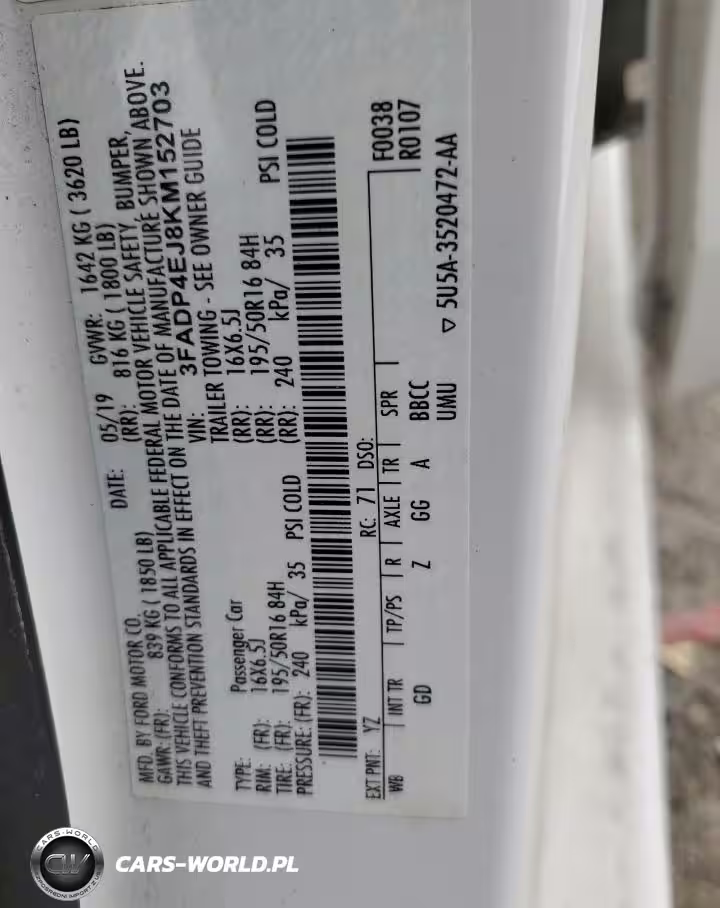 MFD. BY FORD MOTOR CO.
DATE: 05/19 GVWR: 1642 KG ( 3620 LB)
GAWR: (FR): 839 KG ( 1850 LB) (RR): 816 KG ( 1800 LB)
THIS VEHICLE CONFORMS TO ALL APPLICABLE FEDERAL MOTOR VEHICLE SAFETY, BUMPER,
AND THEFT PREVENTION STANDARDS IN EFFECT ON THE DATE OF MANUFACTURE SHOWN ABOVE.
VIN: 3FADP4EJ8KM152703
TYPE: Passenger Car TRAILER TOWING - SEE OWNER GUIDE
RIM: (FR): 16X6.5J (RR): 16X6.5J
TIRE: (FR): 195/50R16 84H (RR): 195/50R16 84H
PRESSURE: (FR): 240 kPa/ 35 PSI COLD (RR): 240 kPa/ 35 PSI COLD
EXT PNT: YZ RC: 71 DSO: F0038
WB INT TR TP/PS R AXLE TR SPR R0107
GD Z GG A BBCC
UMU ▽ 5U5A-3520472-AA
CARS-WORLD
CW
CARS-WORLD.PL